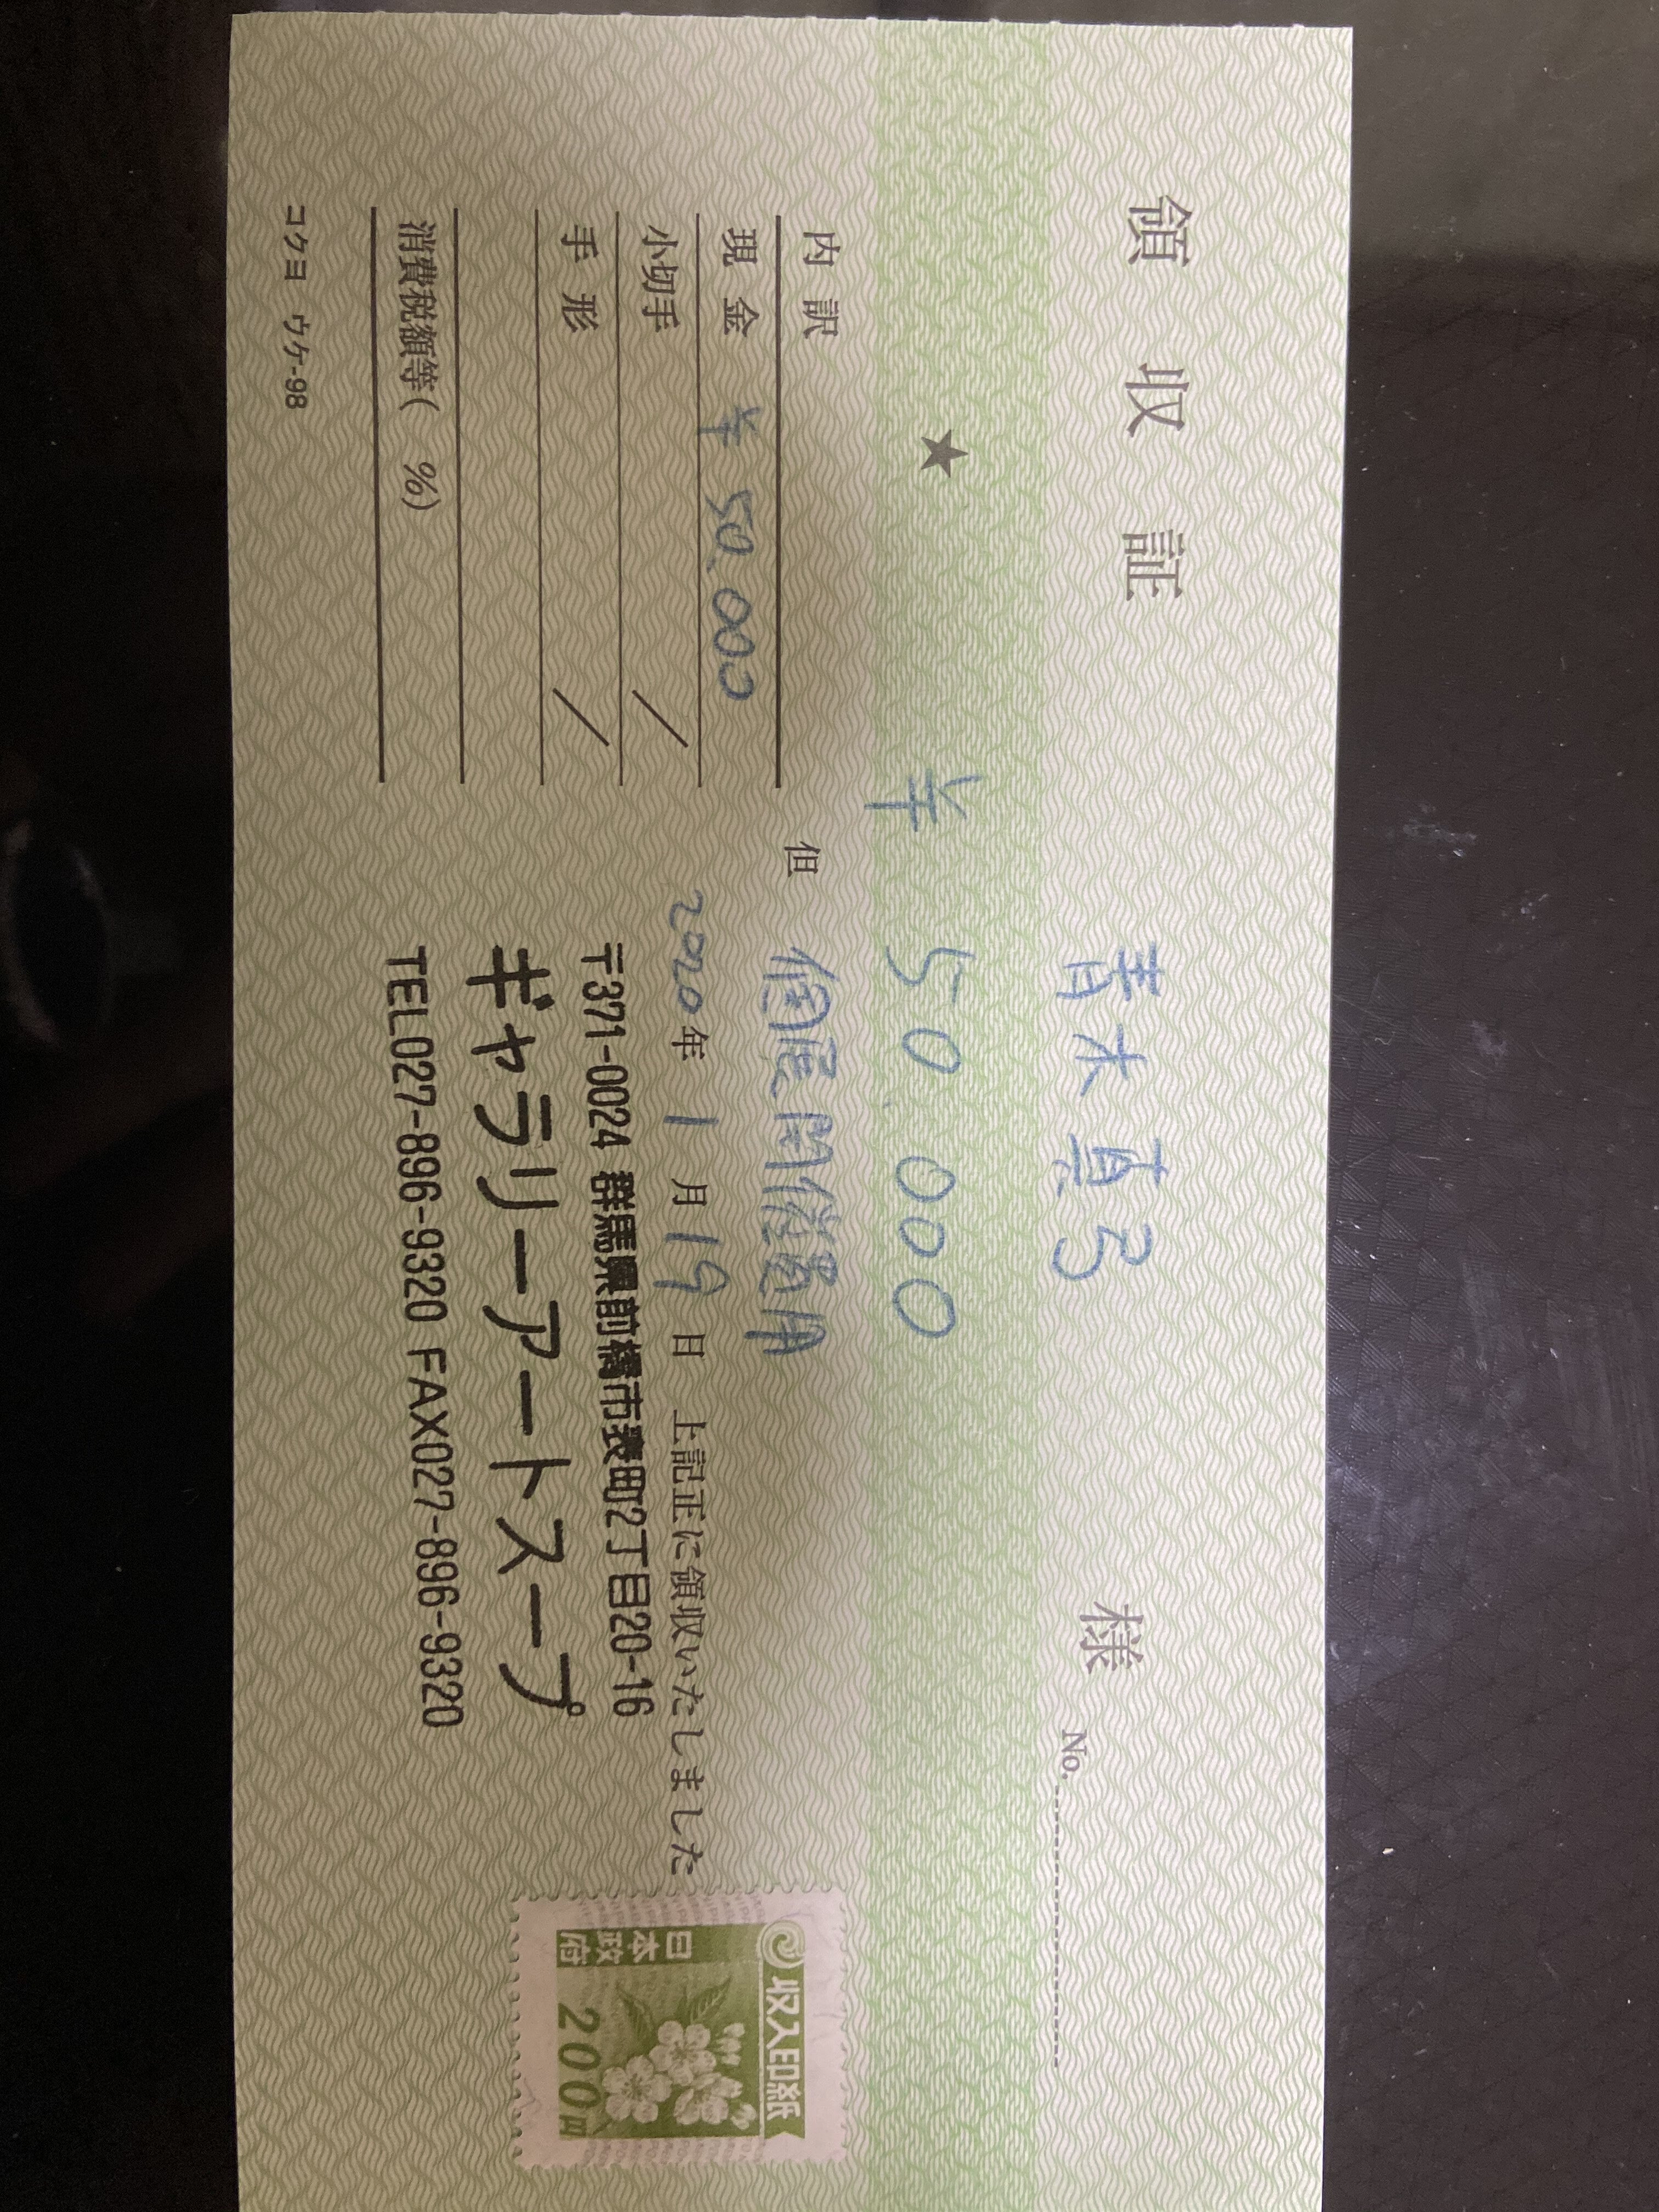 領収証
青木真弓 様
No.
★ ¥50,000
内訳
現金 ¥50,000
小切手 /
手形 /
消費税額等( %)
コクヨ ウケ-98
但 個展開催費用
2020年1月19日 上記正に領収いたしました
〒371-0024 群馬県前橋市表町2丁目20-16
ギャラリーアートスープ
TEL027-896-9320 FAX027-896-9320
収入印紙
日本政府
200円